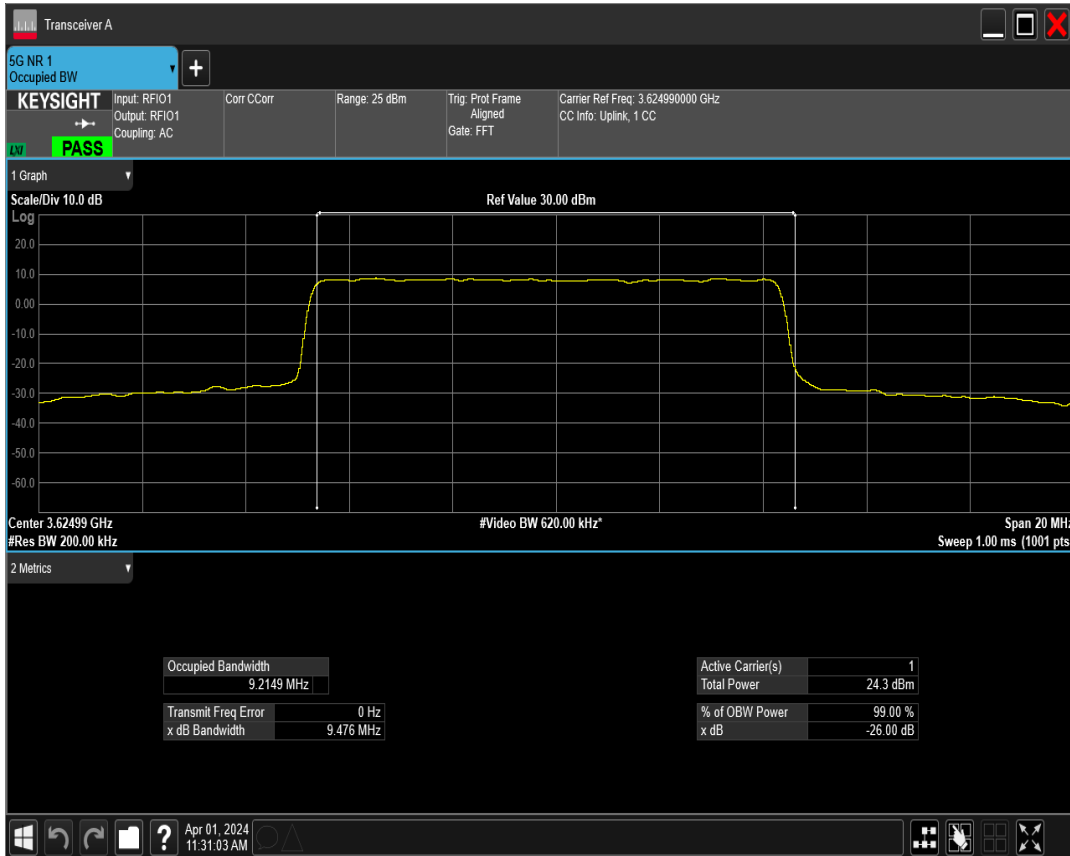 Transceiver A
5G NR 1
Occupied BW
+
KEYSIGHT
LXI
PASS
Input: RFIO1
Output: RFIO1
Coupling: AC
Corr CCorr
Range: 25 dBm
Trig: Prot Frame
Aligned
Gate: FFT
Carrier Ref Freq: 3.624990000 GHz
CC Info: Uplink, 1 CC
1 Graph
Scale/Div 10.0 dB
Ref Value 30.00 dBm
Log
20.0
10.0
0.00
-10.0
-20.0
-30.0
-40.0
-50.0
-60.0
Center 3.62499 GHz
#Video BW 620.00 kHz*
Span 20 MHz
#Res BW 200.00 kHz
Sweep 1.00 ms (1001 pts
2 Metrics
Occupied Bandwidth
9.2149 MHz
Transmit Freq Error 0 Hz
x dB Bandwidth 9.476 MHz
Active Carrier(s) 1
Total Power 24.3 dBm
% of OBW Power 99.00 %
x dB -26.00 dB
?
Apr 01, 2024
11:31:03 AM